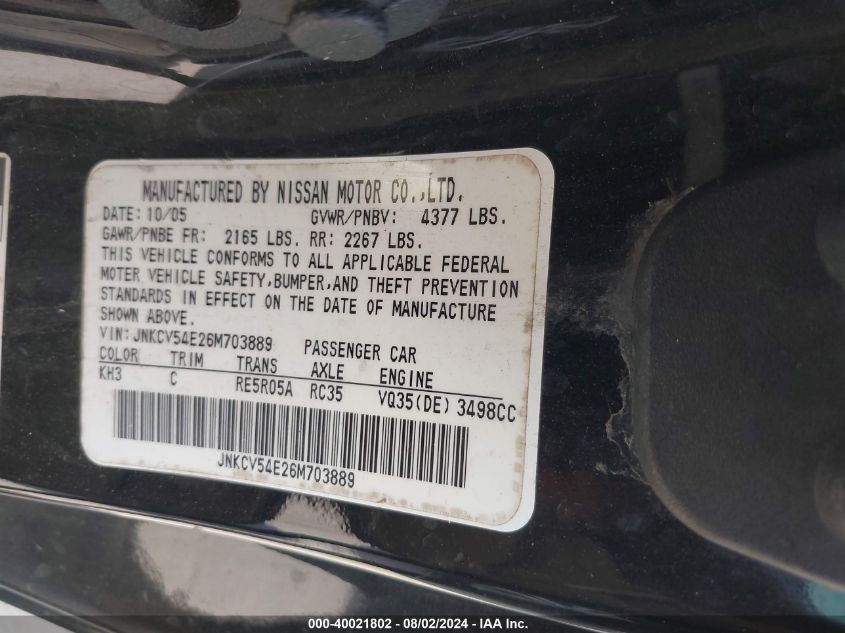 MANUFACTURED BY NISSAN MOTOR CO.,LTD.
DATE: 10/05 GVWR/PNBV: 4377 LBS.
GAWR/PNBE FR: 2165 LBS. RR: 2267 LBS.
THIS VEHICLE CONFORMS TO ALL APPLICABLE FEDERAL
MOTER VEHICLE SAFETY,BUMPER,AND THEFT PREVENTION
STANDARDS IN EFFECT ON THE DATE OF MANUFACTURE
SHOWN ABOVE.
VIN: JNKCV54E26M703889 PASSENGER CAR
COLOR TRIM TRANS AXLE ENGINE
KH3 C RE5R05A RC35 VQ35(DE) 3498CC
JNKCV54E26M703889
000-40021802 - 08/02/2024 - COPYRIGHT IAA, Inc.